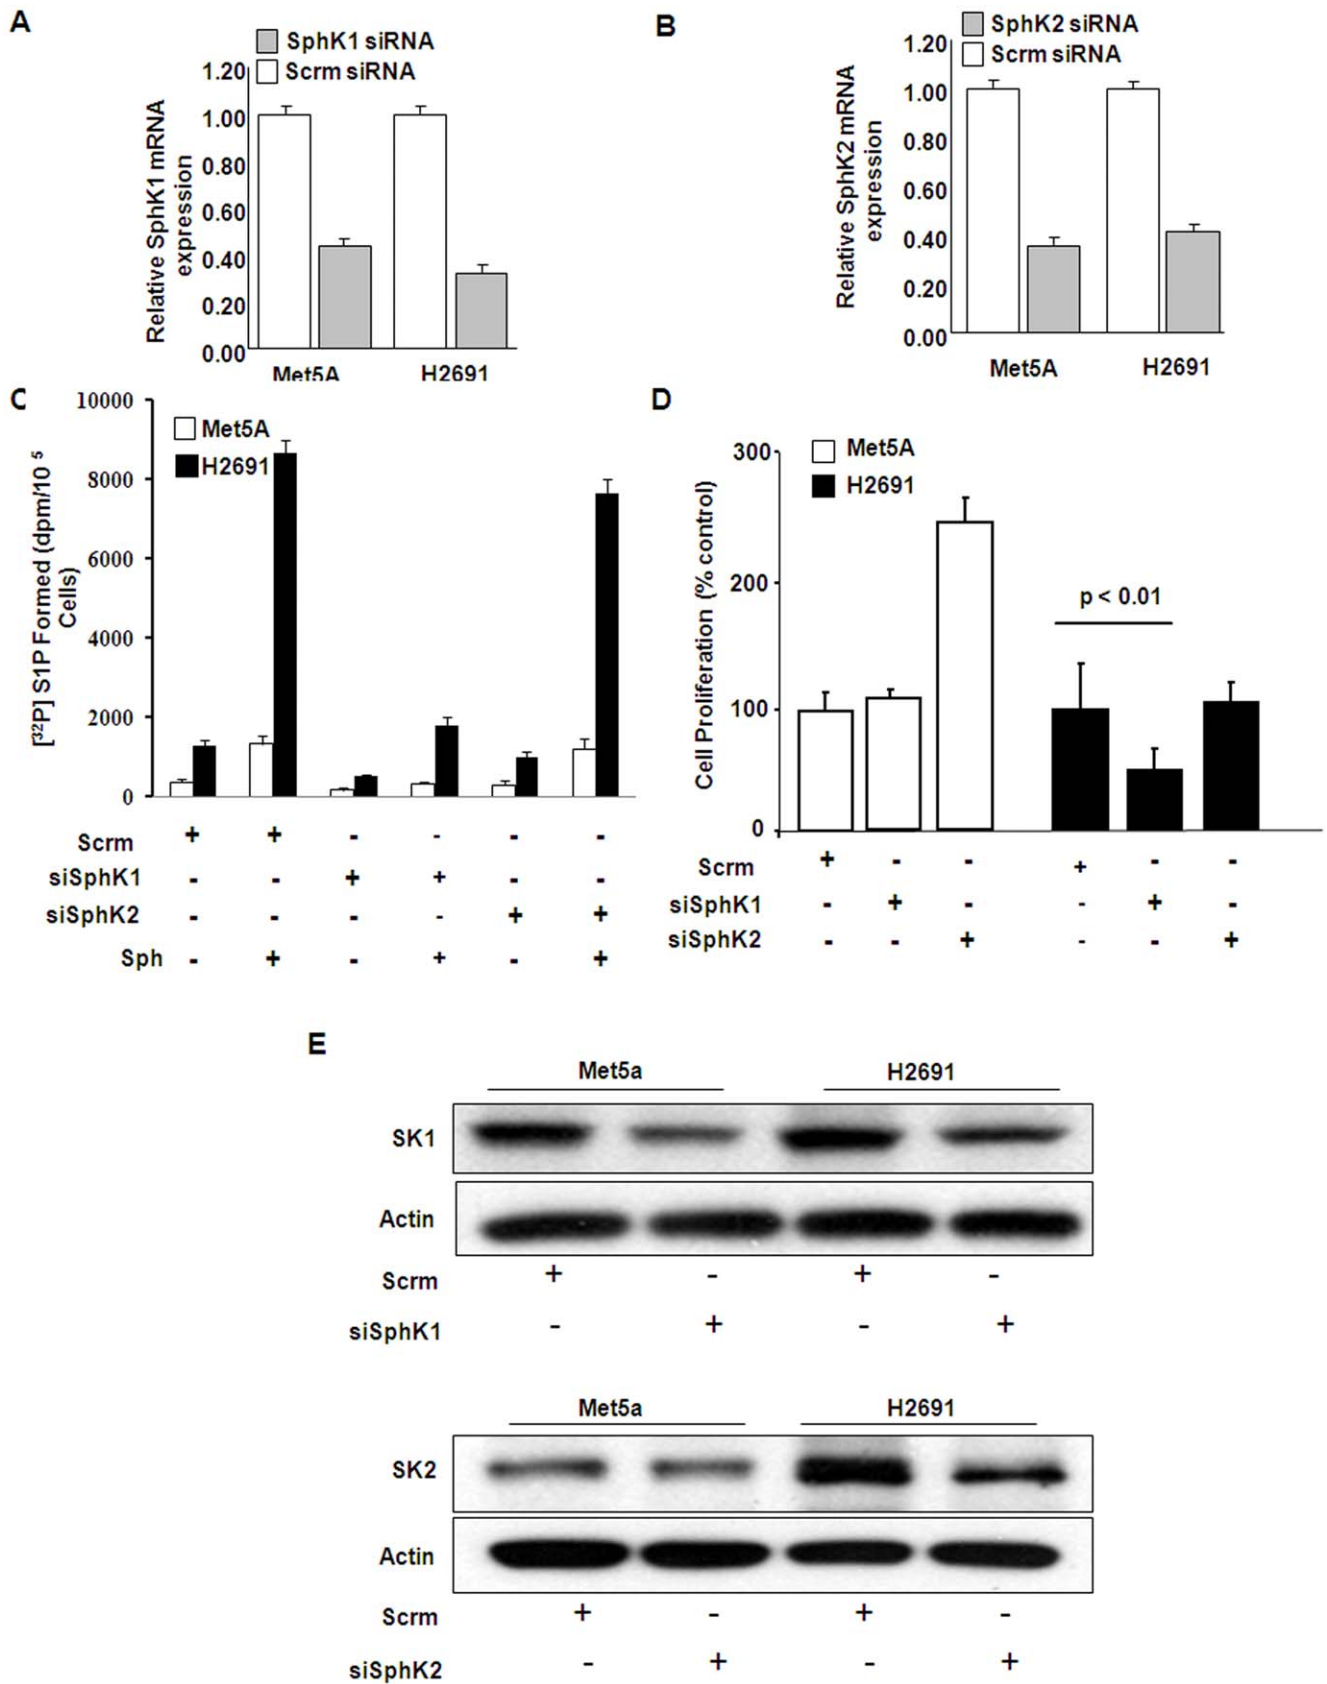 A
SphK1 siRNA
Scrm siRNA
Relative SphK1 mRNA
expression
1.20
1.00
0.80
0.60
0.40
0.20
0.00
Met5A H2691
B
SphK2 siRNA
Scrm siRNA
Relative SphK2 mRNA
expression
1.20
1.00
0.80
0.60
0.40
0.20
0.00
Met5A H2691
C
Met5A
H2691
[32P] S1P Formed (dpm/10 5
Cells)
10000
8000
6000
4000
2000
0
Scrm + + - - - -
siSphK1 - - + + - -
siSphK2 - - - - + +
Sph - + - + - +
D
Met5A
H2691
Cell Proliferation (% control)
300
200
100
0
p < 0.01
Scrm + - - + - -
siSphK1 - + - - + -
siSphK2 - - + - - +
E
Met5a H2691
SK1
Actin
Scrm + - + -
siSphK1 - + - +
Met5a H2691
SK2
Actin
Scrm + - + -
siSphK2 - + - +